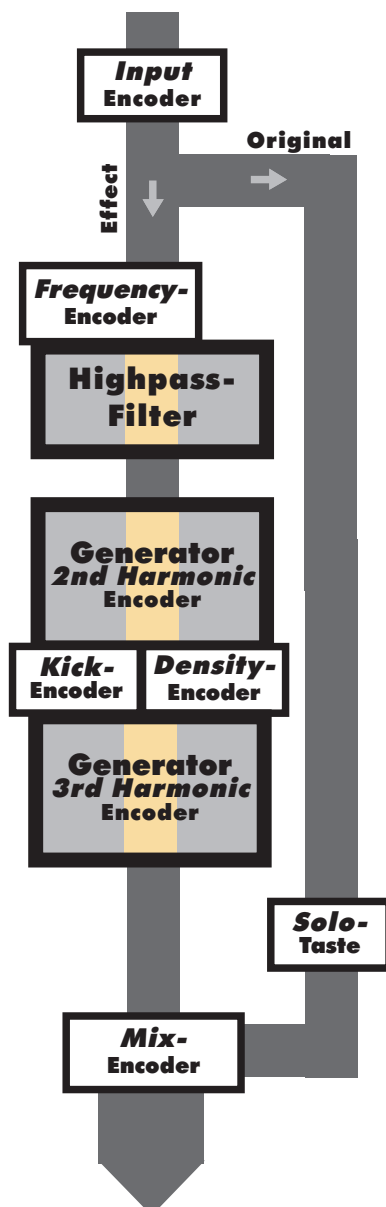 Input
Encoder
Original
Effect
Frequency-
Encoder
Highpass-
Filter
Generator
2nd Harmonic
Encoder
Kick-
Encoder
Density-
Encoder
Generator
3rd Harmonic
Encoder
Solo-
Taste
Mix-
Encoder